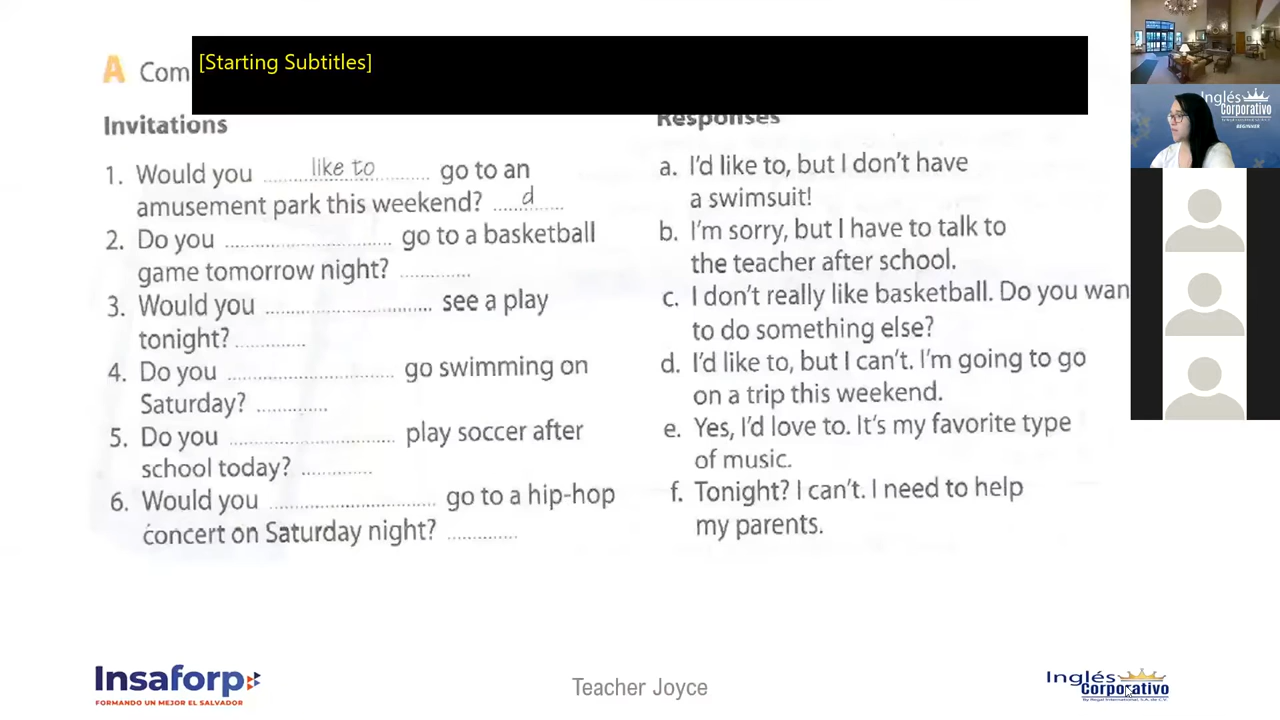 [Starting Subtitles]
A Com
Invitations
1. Would you like to go to an
amusement park this weekend? d
2. Do you ............ go to a basketball
game tomorrow night? ............
3. Would you ............ see a play
tonight? ............
4. Do you ............ go swimming on
Saturday? ............
5. Do you ............ play soccer after
school today? ............
6. Would you ............ go to a hip-hop
concert on Saturday night? ............
Responses
a. I'd like to, but I don't have
a swimsuit!
b. I'm sorry, but I have to talk to
the teacher after school.
c. I don't really like basketball. Do you wan
to do something else?
d. I'd like to, but I can't. I'm going to go
on a trip this weekend.
e. Yes, I'd love to. It's my favorite type
of music.
f. Tonight? I can't. I need to help
my parents.
Inglés
Corporativo
BEGINNER
Insaforp
FORMANDO UN MEJOR EL SALVADOR
Teacher Joyce
Inglés
Corporativo
By Royal International, S.A. de C.V.